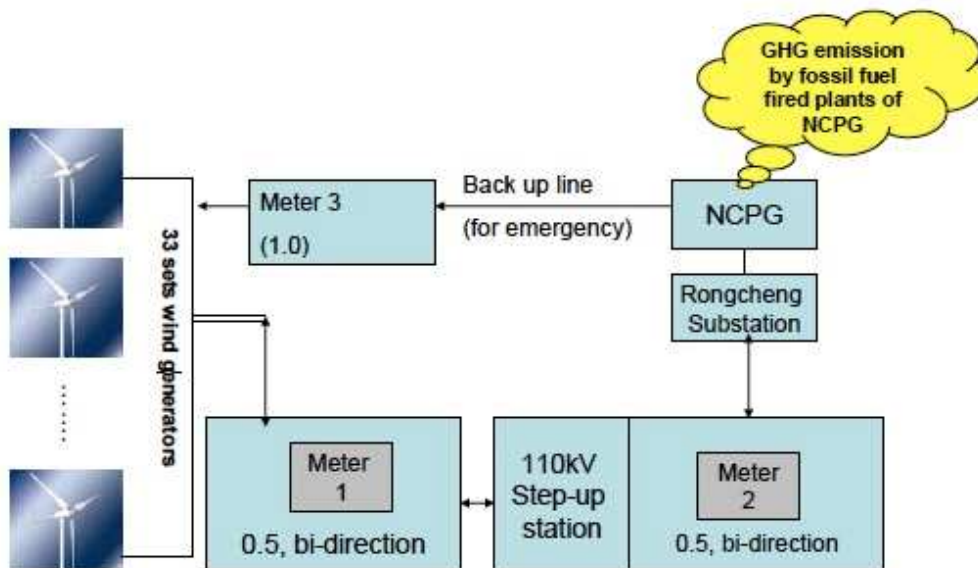 GHG emission
by fossil fuel
fired plants of
NCPG
Meter 3
(1.0)
Back up line
(for emergency)
NCPG
33 sets wind generators
Rongcheng
Substation
Meter
1
0.5, bi-direction
110kV
Step-up
station
Meter
2
0.5, bi-direction